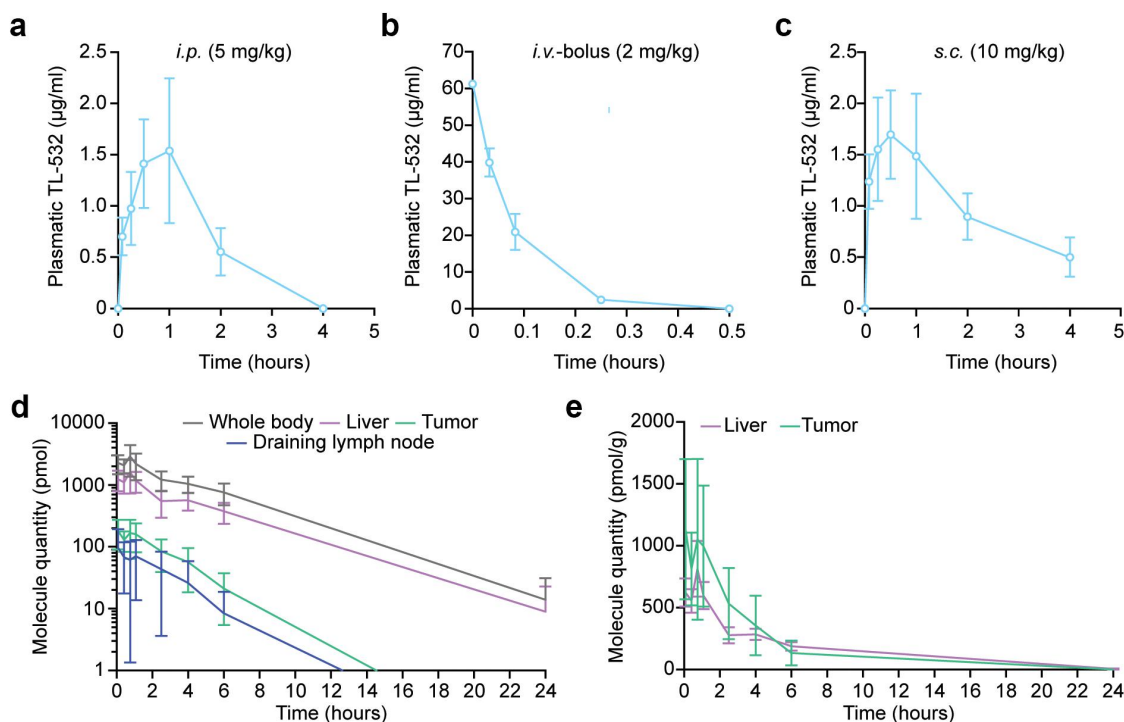 a
i.p. (5 mg/kg)
Plasmatic TL-532 (µg/ml)
2.5
2.0
1.5
1.0
0.5
0
0 1 2 3 4 5
Time (hours)
b
i.v.-bolus (2 mg/kg)
Plasmatic TL-532 (µg/ml)
70
60
50
40
30
20
10
0
0 0.1 0.2 0.3 0.4 0.5
Time (hours)
c
s.c. (10 mg/kg)
Plasmatic TL-532 (µg/ml)
2.5
2.0
1.5
1.0
0.5
0
0 1 2 3 4 5
Time (hours)
d
Whole body Liver Tumor
Draining lymph node
Molecule quantity (pmol)
10000
1000
100
10
1
0 2 4 6 8 10 12 14 16 18 20 22 24
Time (hours)
e
Liver Tumor
Molecule quantity (pmol/g)
2000
1500
1000
500
0
0 2 4 6 8 10 12 14 16 18 20 22 24
Time (hours)